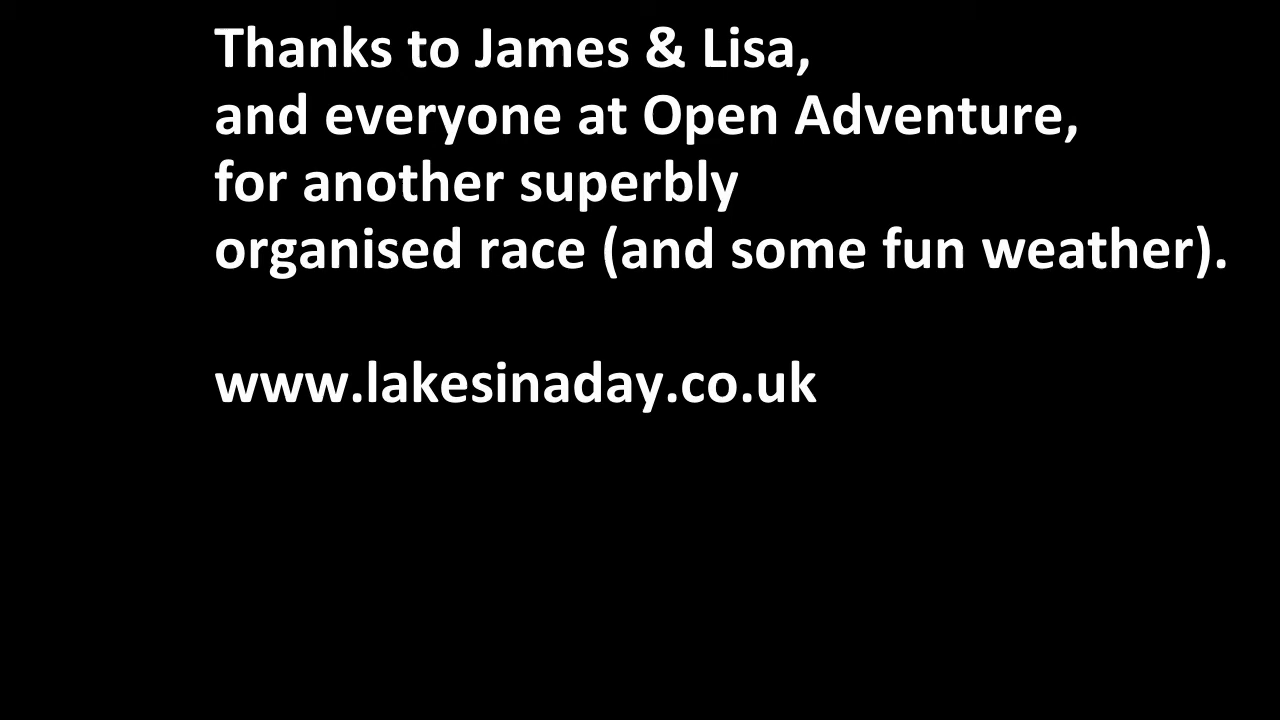 Thanks to James & Lisa,
and everyone at Open Adventure,
for another superbly
organised race (and some fun weather).
www.lakesinaday.co.uk